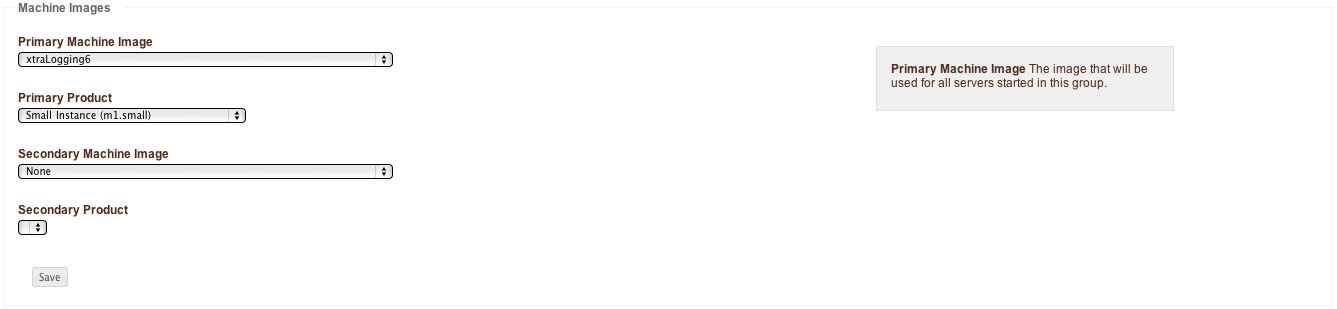 Machine Images
Primary Machine Image
xtraLogging6
Primary Product
Small Instance (m1.small)
Secondary Machine Image
None
Secondary Product
Save
Primary Machine Image The image that will be
used for all servers started in this group.